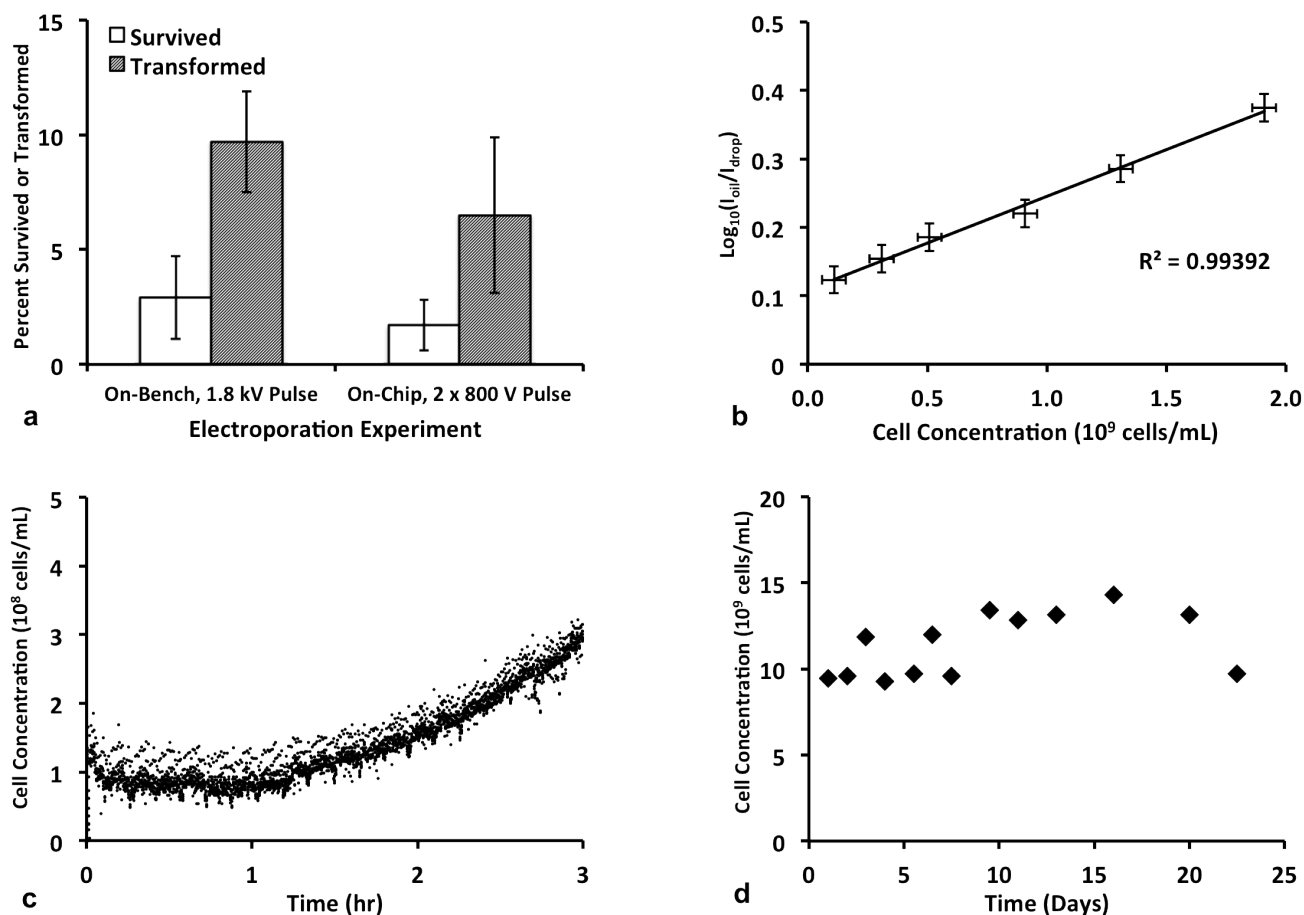 15
10
5
0
Percent Survived or Transformed
Survived
Transformed
On-Bench, 1.8 kV Pulse
On-Chip, 2 x 800 V Pulse
a
Electroporation Experiment
0.5
0.4
0.3
0.2
0.1
0
Log₁₀(I_oil/I_drop)
R² = 0.99392
0.0 0.5 1.0 1.5 2.0
b
Cell Concentration (10⁹ cells/mL)
5
4
3
2
1
0
Cell Concentration (10⁸ cells/mL)
0 1 2 3
c
Time (hr)
20
15
10
5
0
Cell Concentration (10⁹ cells/mL)
0 5 10 15 20 25
d
Time (Days)